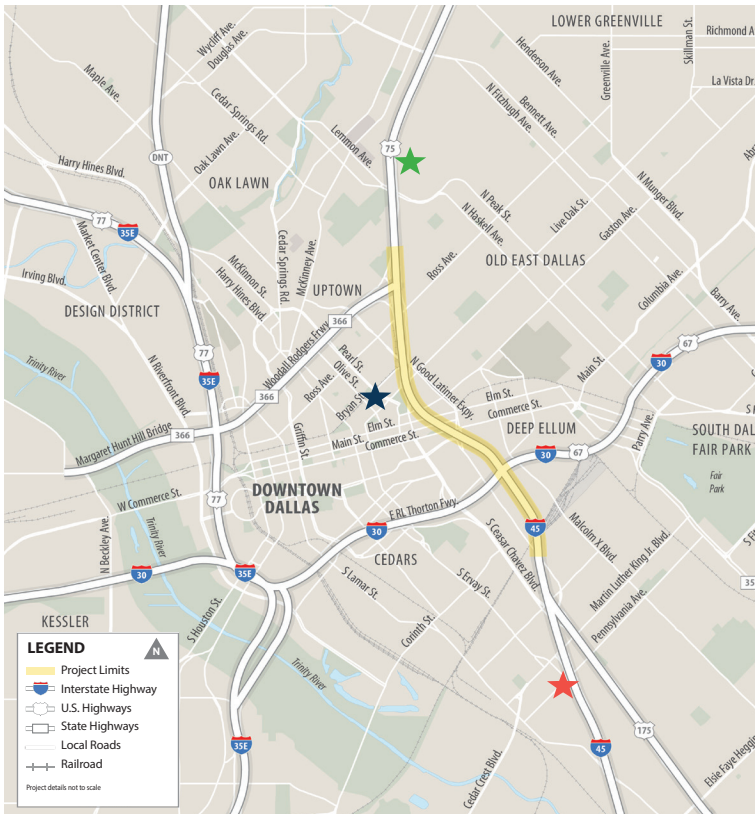 LOWER GREENVILLE
Richmond A
Skillman St.
Greenville Ave.
La Vista Dr.
Wycliff Ave.
Douglas Ave.
Henderson Ave.
Bennett Ave.
N Fitzhugh Ave.
Maple Ave.
Cedar Springs Rd.
Oak Lawn Ave.
Lemmon Ave.
75
DNT
Harry Hines Blvd.
OAK LAWN
N Peak St.
N Haskell Ave.
Live Oak St.
Gaston Ave.
N Munger Blvd.
77
35E
Market Center Blvd.
Irving Blvd.
DESIGN DISTRICT
Cedar Springs Rd.
McKinney Ave.
McKinnon St.
Harry Hines Blvd.
UPTOWN
Ross Ave.
OLD EAST DALLAS
Columbia Ave.
Barry Ave.
366
67
30
77
35E
Trinity River
N Riverfront Blvd.
Woodall Rodgers Frwy.
Pearl St.
Olive St.
Ross Ave.
Bryan St.
N Good Latimer Expy.
Main St.
366
Elm St.
Commerce St.
Elm St.
Main St.
Commerce St.
Griffin St.
DEEP ELLUM
Parry Ave.
SOUTH DAL
FAIR PARK
Fair
Park
366
Margaret Hunt Hill Bridge
30
67
W Commerce St.
77
DOWNTOWN
DALLAS
E RL Thorton Fwy.
30
45
S Ceasar Chavez Blvd.
Malcolm X Blvd.
Martin Luther King Jr. Blvd.
Pennsylvania Ave.
N Beckley Ave.
Trinity River
30
35E
CEDARS
S Lamar St.
S Ervay St.
Corinth St.
35
KESSLER
S Houston St.
Trinity River
35E
45
175
Cedar Crest Blvd.
Elsie Faye Heggin
LEGEND
N
Project Limits
Interstate Highway
U.S. Highways
State Highways
Local Roads
Railroad
Project details not to scale